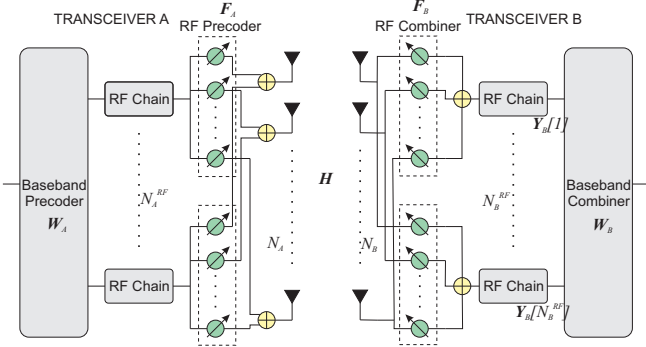 TRANSCEIVER A
F_A
RF Precoder
F_B
RF Combiner
TRANSCEIVER B
RF Chain
RF Chain
Y_B[1]
Baseband
Precoder
W_A
N_A^RF
H
N_A
N_B
N_B^RF
Baseband
Combiner
W_B
RF Chain
RF Chain
Y_B[N_B^RF]